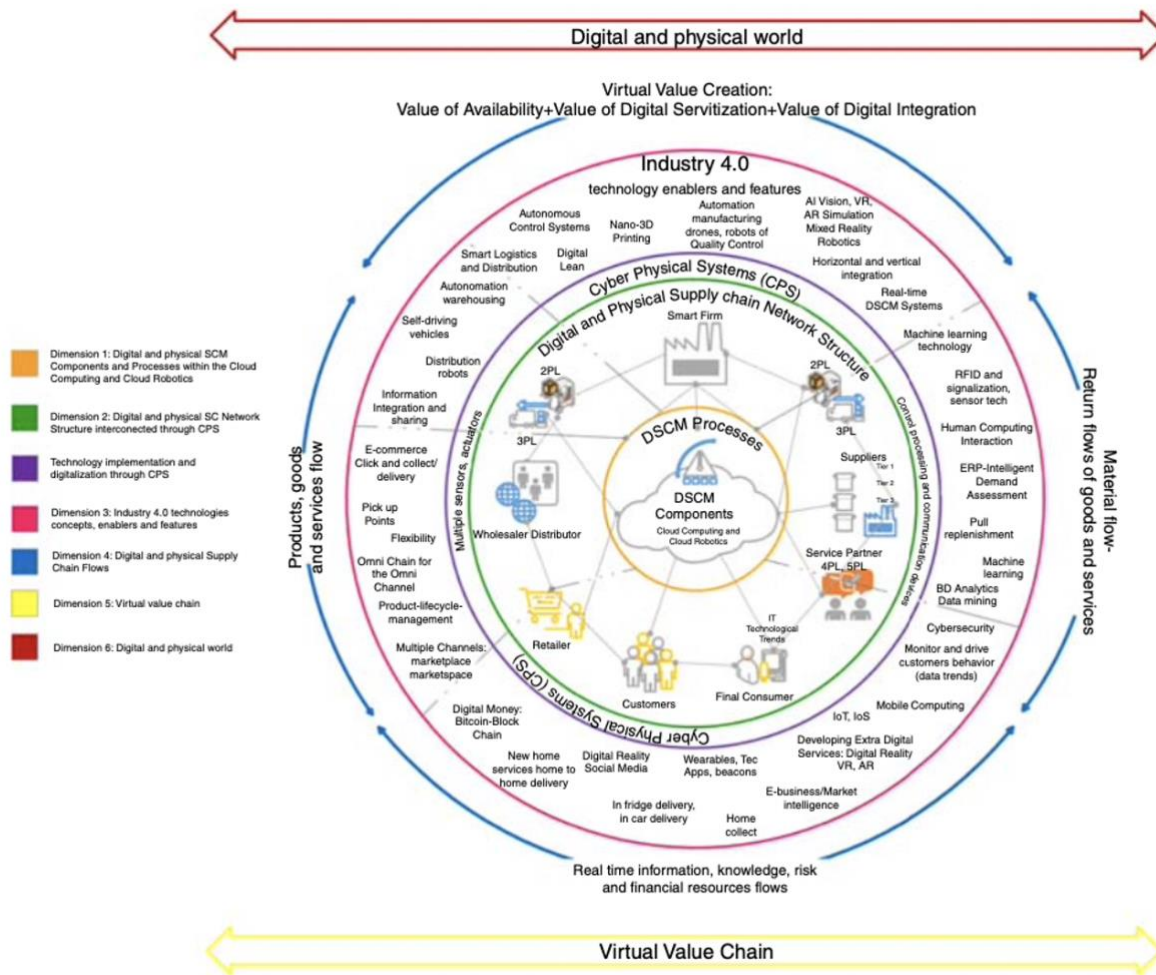 Digital and physical world
Virtual Value Creation:
Value of Availability+Value of Digital Servitization+Value of Digital Integration
Industry 4.0
technology enablers and features
Autonomous
Control Systems
Nano-3D
Printing
Automation
manufacturing
drones, robots of
Quality Control
AI Vision, VR,
AR Simulation
Mixed Reality
Robotics
Smart Logistics
and Distribution
Digital
Lean
Horizontal and vertical
integration
Autonomation
warehousing
Real-time
DSCM Systems
Self-driving
vehicles
Machine learning
technology
Distribution
robots
RFID and
signalization,
sensor tech
Information
Integration and
sharing
Human Computing
Interaction
E-commerce
Click and collect/
delivery
ERP-Intelligent
Demand
Assessment
Pick up
Points
Pull
replenishment
Flexibility
Omni Chain for
the Omni
Channel
Machine
learning
Product-lifecycle-
management
BD Analytics
Data mining
Cybersecurity
Multiple Channels:
marketplace
marketspace
Monitor and drive
customers behavior
(data trends)
Digital Money:
Bitcoin-Block
Chain
Mobile Computing
IoT, IoS
New home
services home to
home delivery
Digital Reality
Social Media
Wearables, Tec
Apps, beacons
Developing Extra Digital
Services: Digital Reality
VR, AR
In fridge delivery,
in car delivery
E-business/Market
intelligence
Home
collect
Cyber Physical Systems (CPS)
Multiple sensors, actuators
Control processing and communication devices
Cyber Physical Systems (CPS)
Digital and Physical Supply chain Network Structure
Smart Firm
2PL
3PL
2PL
3PL
Suppliers
Tier 1
Tier 2
Tier 3
Wholesaler Distributor
Service Partner
4PL, 5PL
Retailer
Customers
IT
Technological
Trends
Final Consumer
DSCM Processes
DSCM
Components
Cloud Computing and
Cloud Robotics
Products, goods
and services flow
Material flow-
Return flows of goods and services
Real time information, knowledge, risk
and financial resources flows
Virtual Value Chain
Dimension 1: Digital and physical SCM
Components and Processes within the Cloud
Computing and Cloud Robotics
Dimension 2: Digital and physical SC Network
Structure interconnected through CPS
Technology implementation and
digitalization through CPS
Dimension 3: Industry 4.0 technologies
concepts, enablers and features
Dimension 4: Digital and physical Supply
Chain Flows
Dimension 5: Virtual value chain
Dimension 6: Digital and physical world